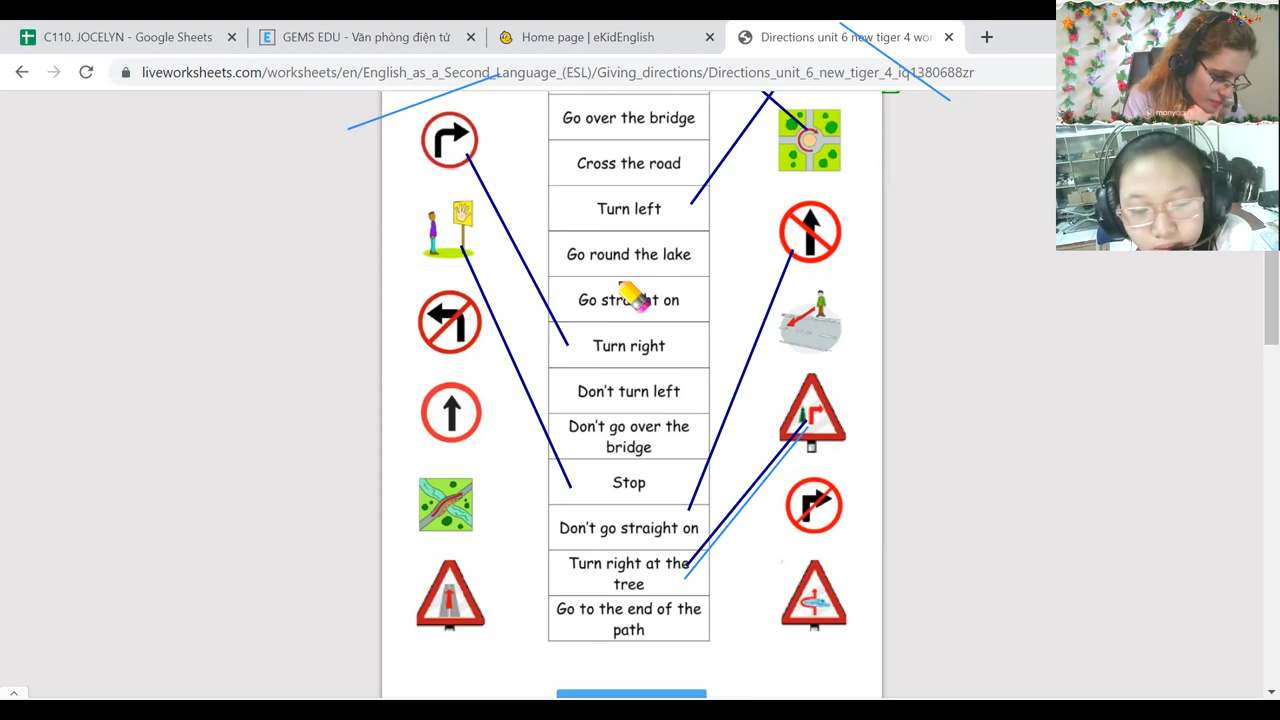 C110. JOCELYN - Google Sheets
GEMS EDU - Văn phòng điện tử
Home page | eKidEnglish
Directions unit 6 new tiger 4 wor
liveworksheets.com/worksheets/en/English_as_a_Second_Language_(ESL)/Giving_directions/Directions_unit_6_new_tiger_4_iq1380688zr
Go over the bridge
Cross the road
Turn left
Go round the lake
Go straight on
Turn right
Don't turn left
Don't go over the
bridge
Stop
Don't go straight on
Turn right at the
tree
Go to the end of the
path